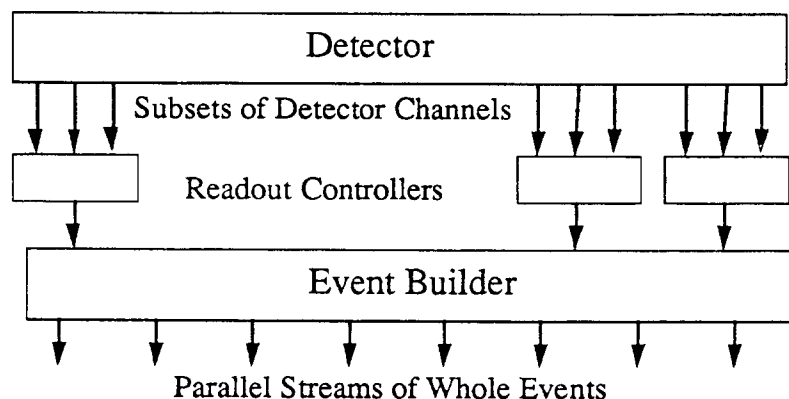 Detector
Subsets of Detector Channels
Readout Controllers
Event Builder
Parallel Streams of Whole Events